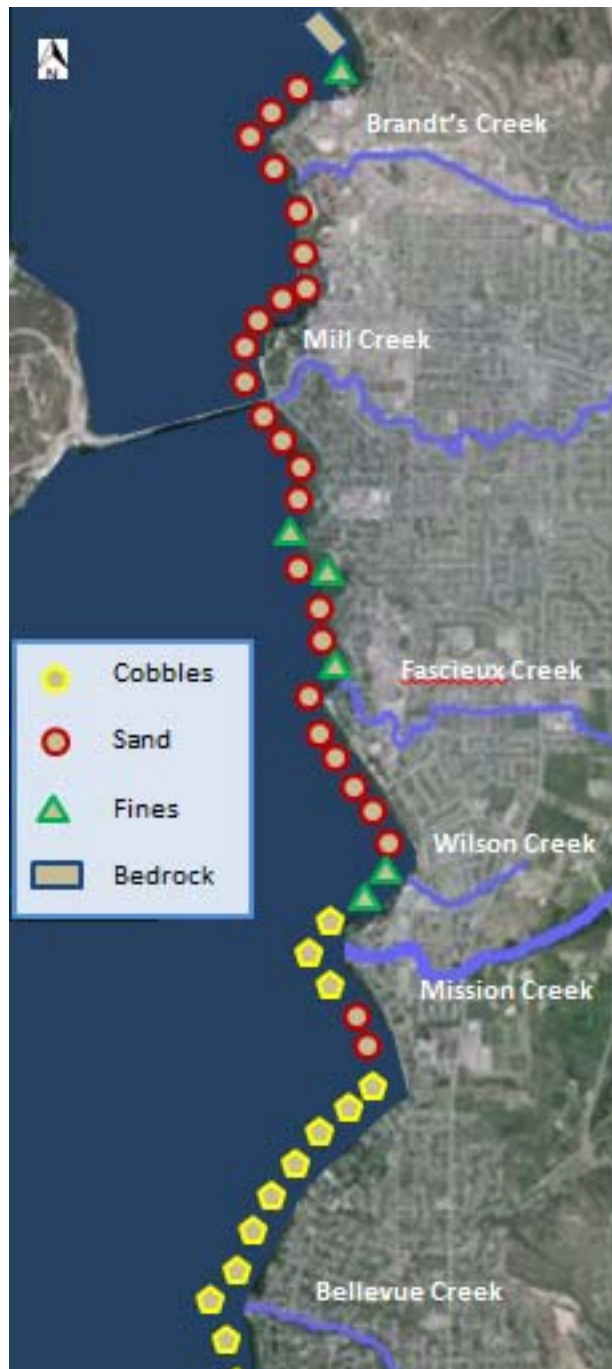 N
Brandt's Creek
Mill Creek
Cobbles
Sand
Fines
Bedrock
Fascieux Creek
Wilson Creek
Mission Creek
Bellevue Creek